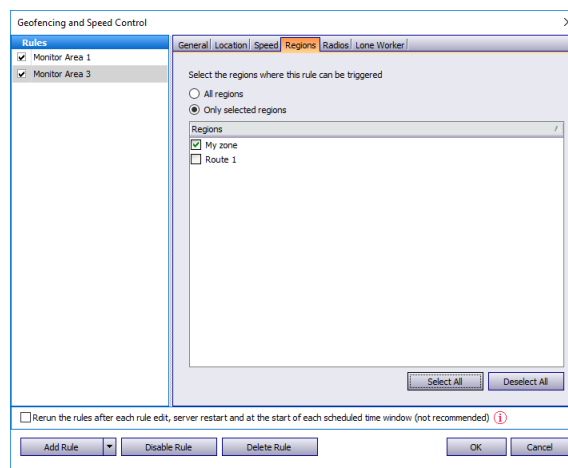 Geofencing and Speed Control
Rules
Monitor Area 1
Monitor Area 3
General Location Speed Regions Radios Lone Worker
Select the regions where this rule can be triggered
All regions
Only selected regions
Regions
My zone
Route 1
Select All Deselect All
Rerun the rules after each rule edit, server restart and at the start of each scheduled time window (not recommended)
Add Rule Disable Rule Delete Rule OK Cancel